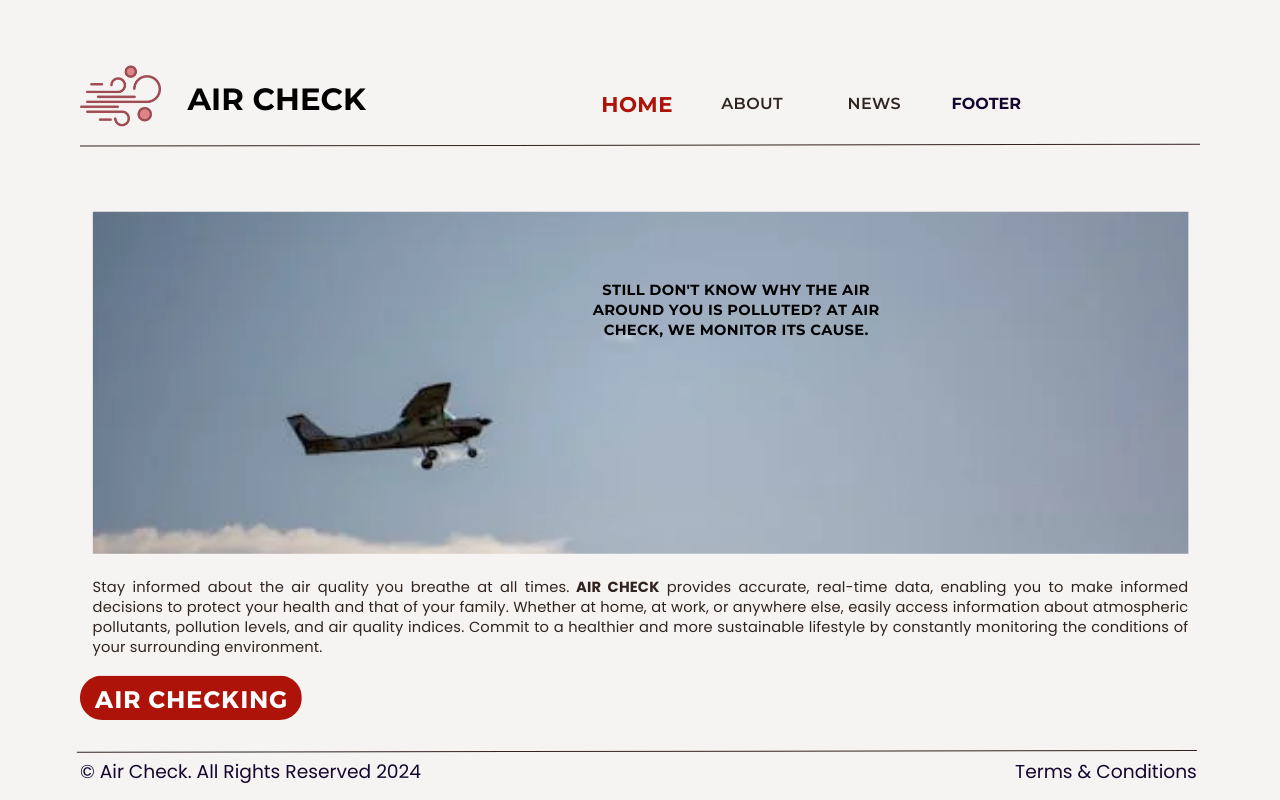 AIR CHECK
HOME ABOUT NEWS FOOTER
STILL DON'T KNOW WHY THE AIR
AROUND YOU IS POLLUTED? AT AIR
CHECK, WE MONITOR ITS CAUSE.
Stay informed about the air quality you breathe at all times. AIR CHECK provides accurate, real-time data, enabling you to make informed
decisions to protect your health and that of your family. Whether at home, at work, or anywhere else, easily access information about atmospheric
pollutants, pollution levels, and air quality indices. Commit to a healthier and more sustainable lifestyle by constantly monitoring the conditions of
your surrounding environment.
AIR CHECKING
© Air Check. All Rights Reserved 2024
Terms & Conditions